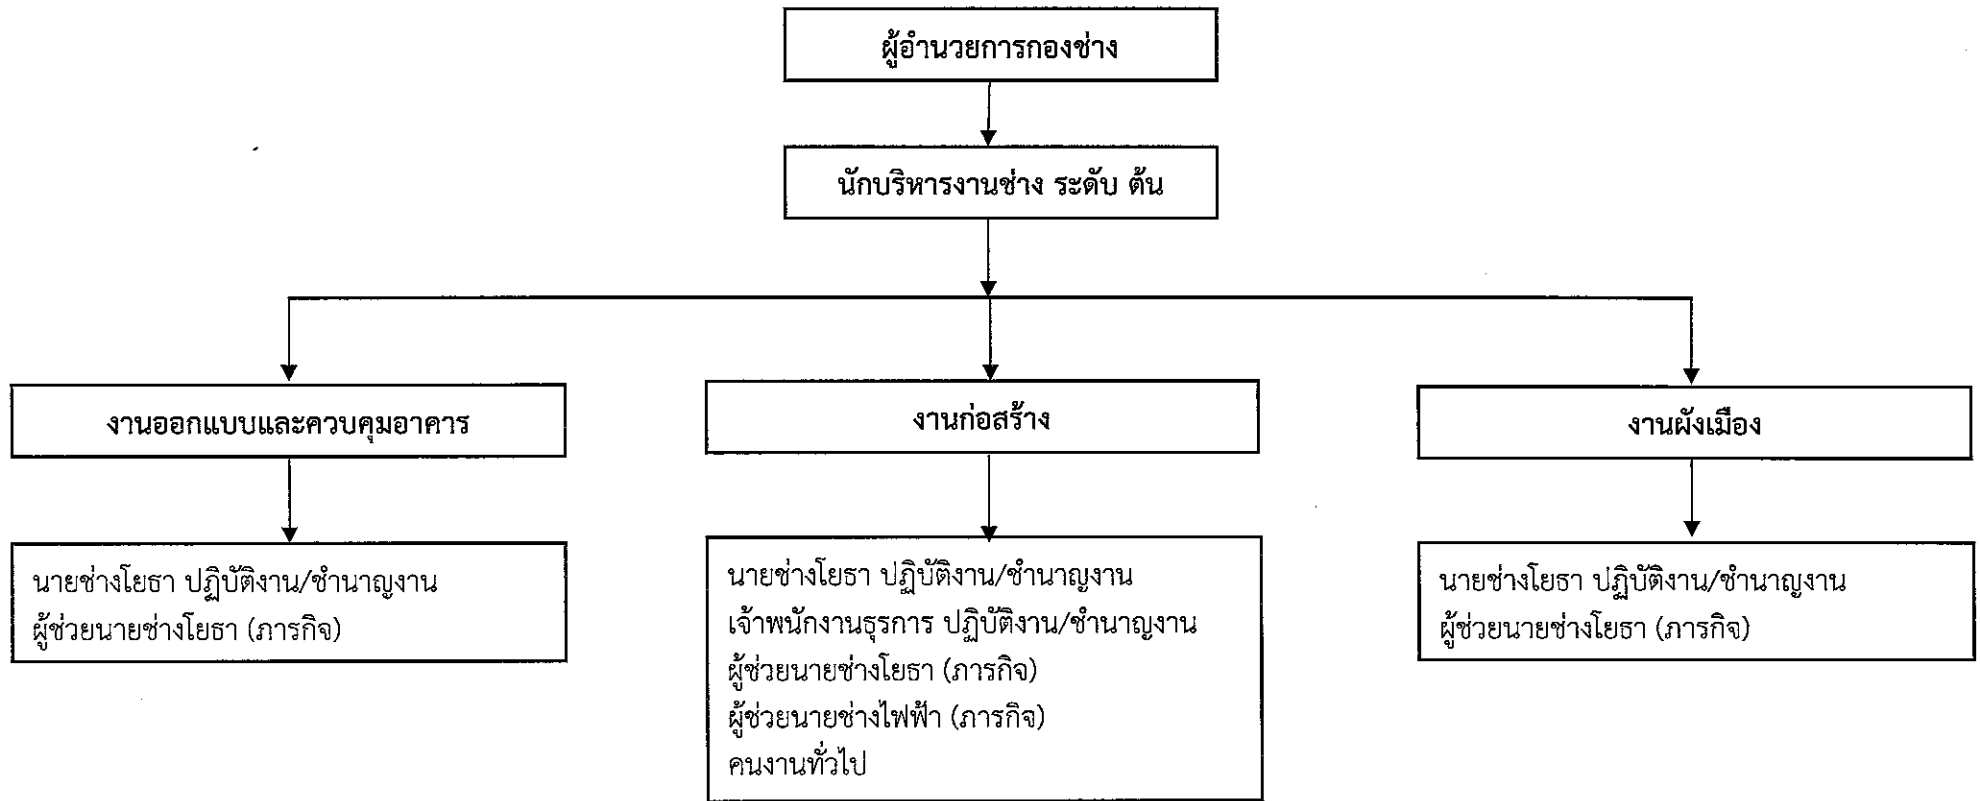 ผู้อำนวยการกองช่าง
นักบริหารงานช่าง ระดับ ต้น
งานออกแบบและควบคุมอาคาร
งานก่อสร้าง
งานผังเมือง
นายช่างโยธา ปฏิบัติงาน/ชำนาญงาน
ผู้ช่วยนายช่างโยธา (ภารกิจ)
นายช่างโยธา ปฏิบัติงาน/ชำนาญงาน
เจ้าพนักงานธุรการ ปฏิบัติงาน/ชำนาญงาน
ผู้ช่วยนายช่างโยธา (ภารกิจ)
ผู้ช่วยนายช่างไฟฟ้า (ภารกิจ)
คนงานทั่วไป
นายช่างโยธา ปฏิบัติงาน/ชำนาญงาน
ผู้ช่วยนายช่างโยธา (ภารกิจ)